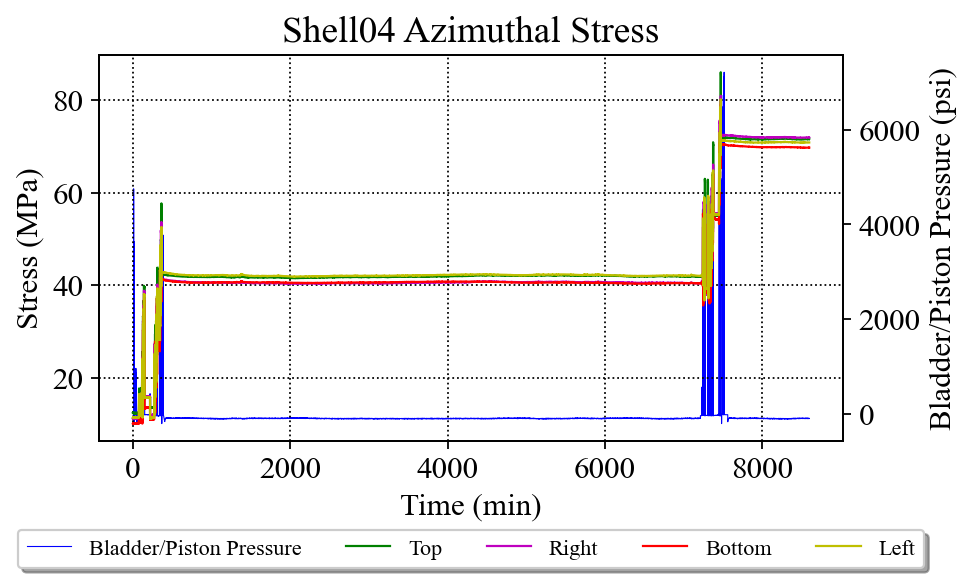 Shell04 Azimuthal Stress
80
60
40
20
Stress (MPa)
6000
4000
2000
0
Bladder/Piston Pressure (psi)
0 2000 4000 6000 8000
Time (min)
Bladder/Piston Pressure Top Right Bottom Left